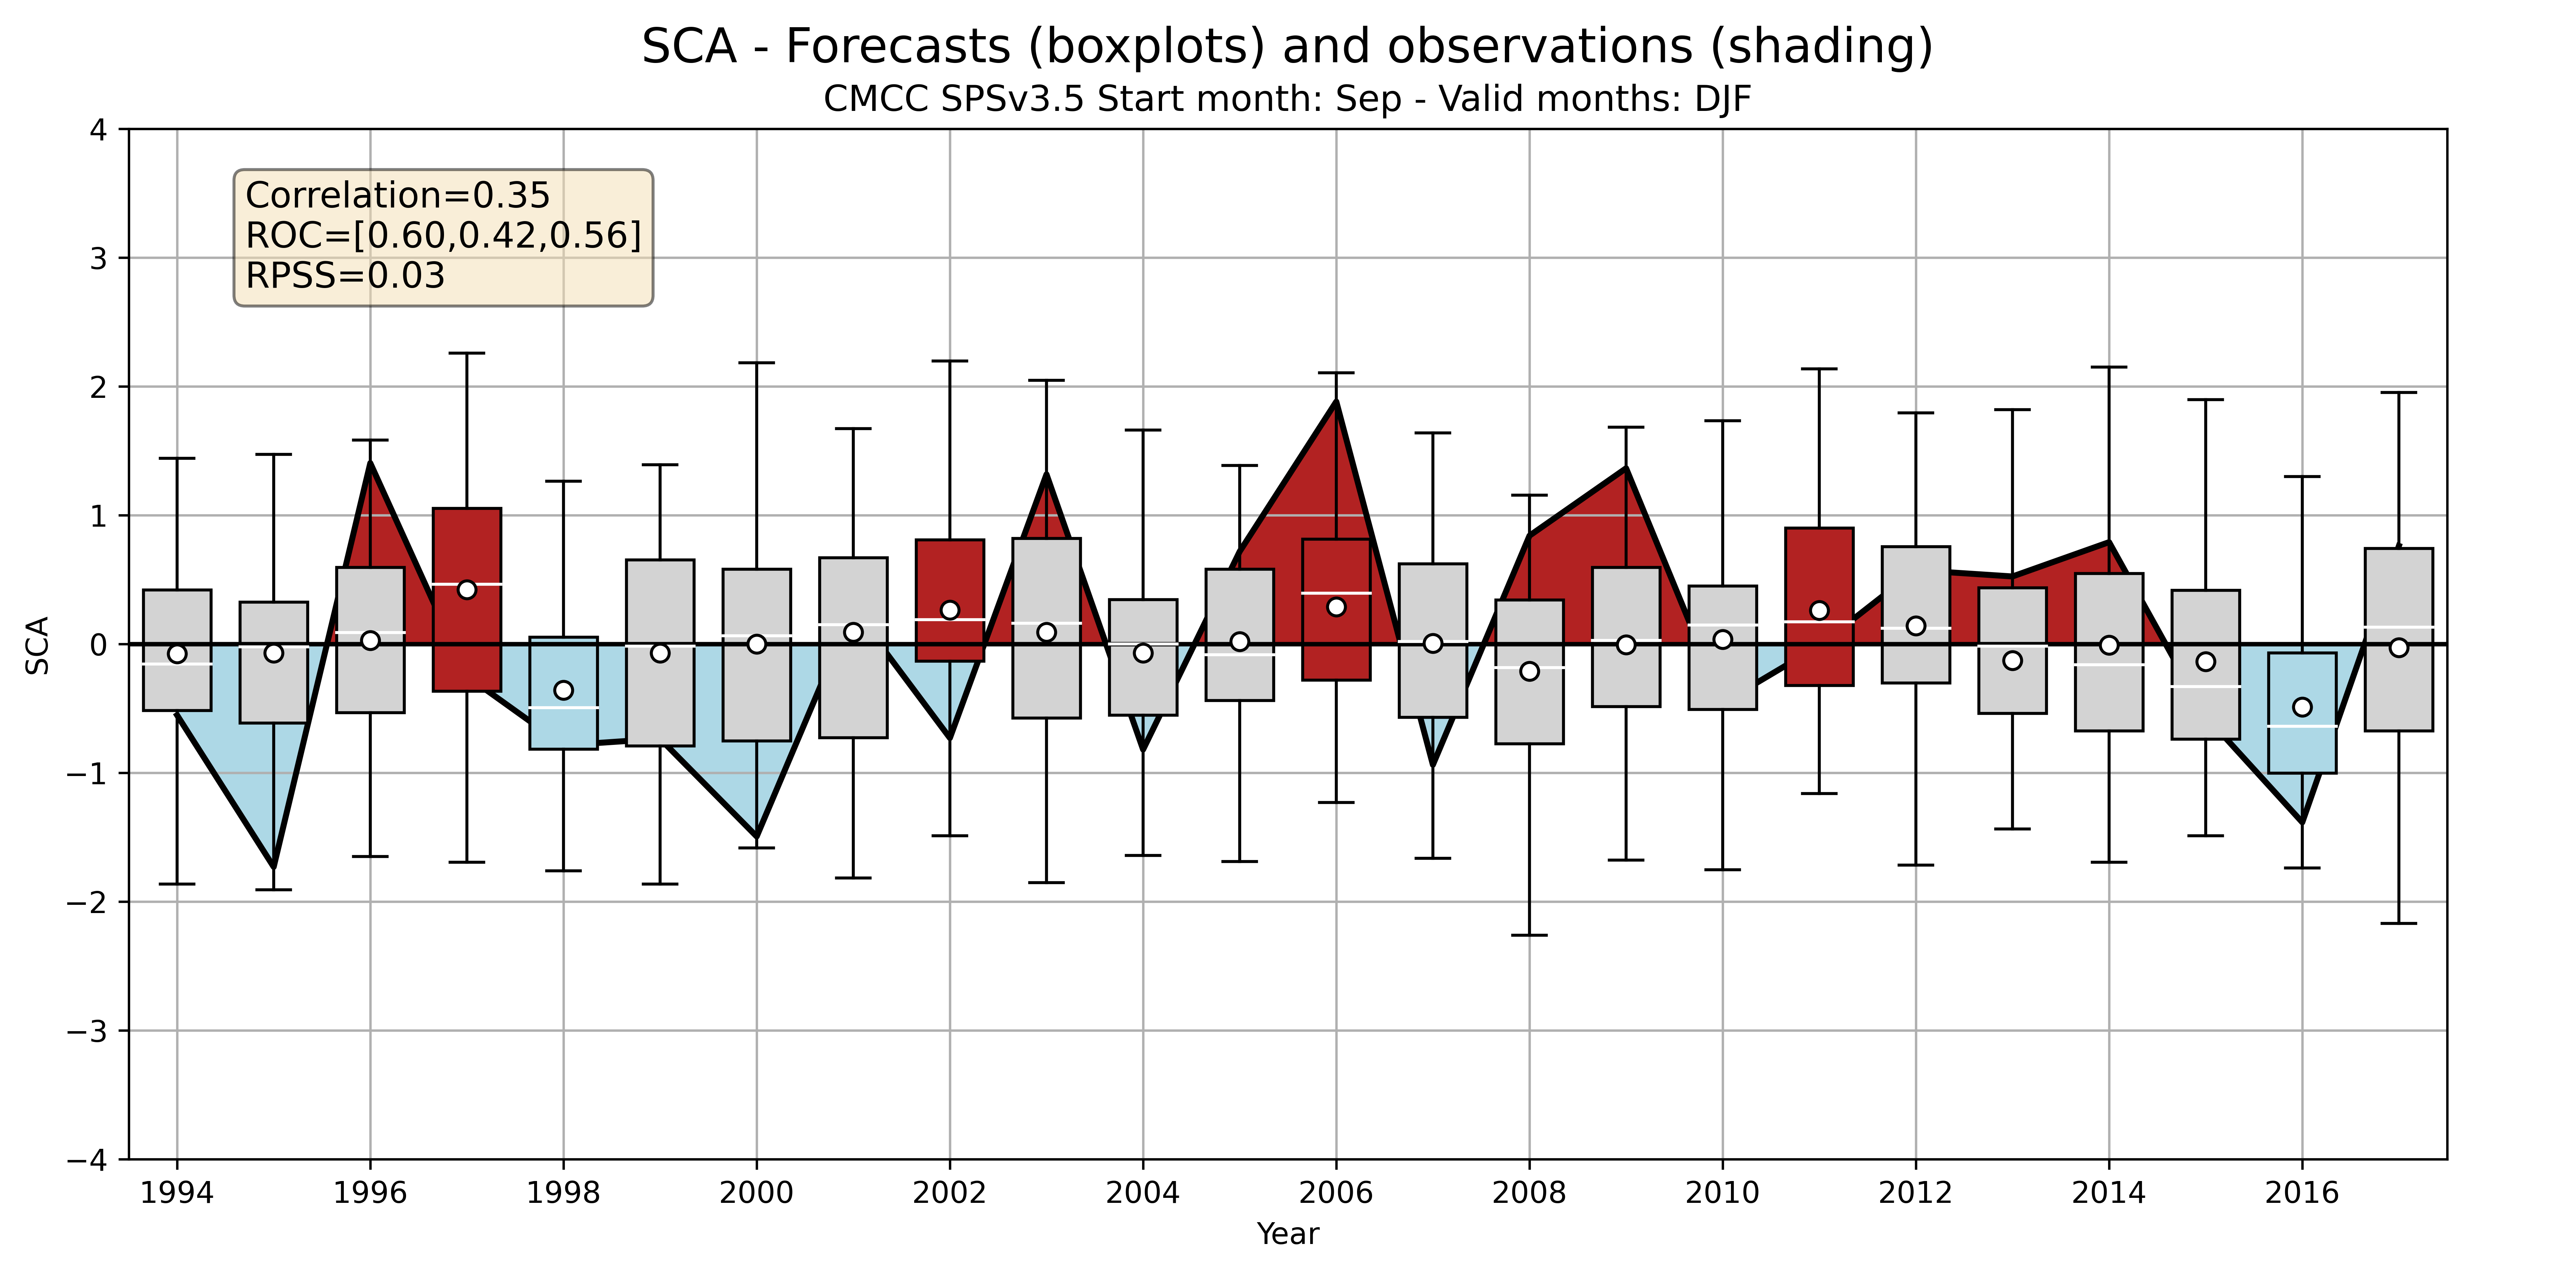 SCA - Forecasts (boxplots) and observations (shading)
CMCC SPSv3.5 Start month: Sep - Valid months: DJF
Correlation=0.35
ROC=[0.60,0.42,0.56]
RPSS=0.03
SCA
4
3
2
1
0
−1
−2
−3
−4
1994 1996 1998 2000 2002 2004 2006 2008 2010 2012 2014 2016
Year